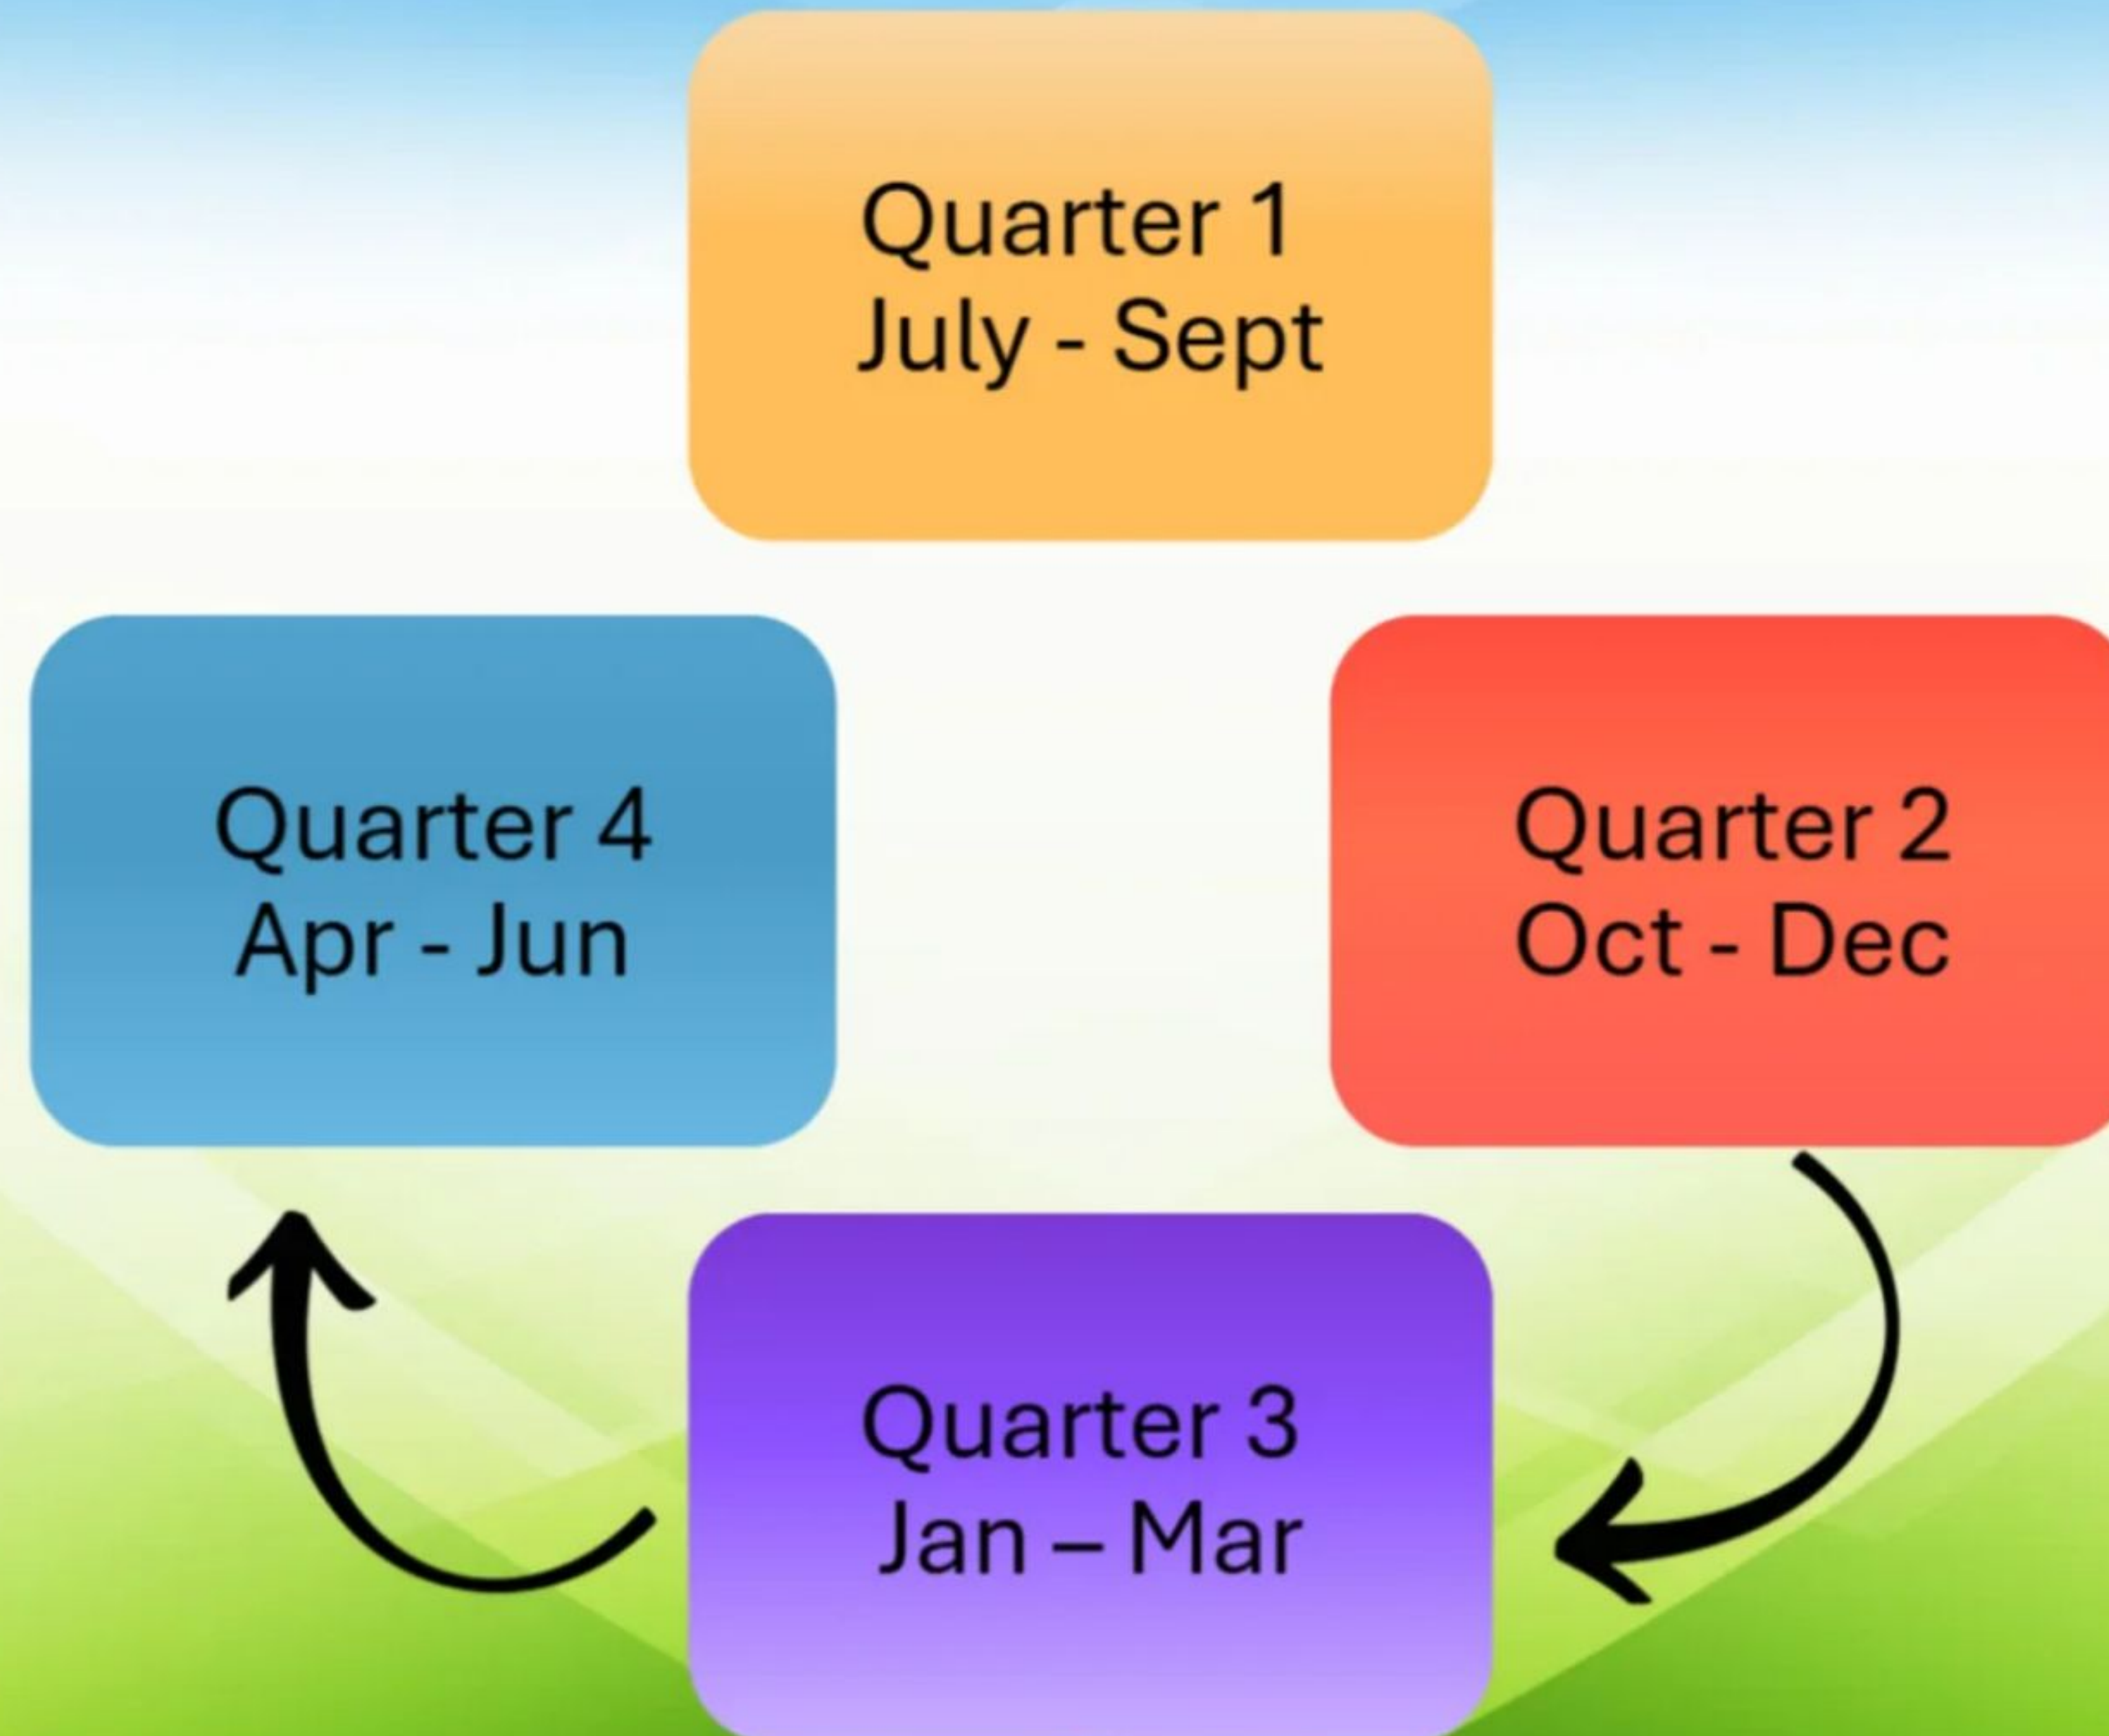 Quarter 1
July - Sept
Quarter 4
Apr - Jun
Quarter 2
Oct - Dec
Quarter 3
Jan – Mar